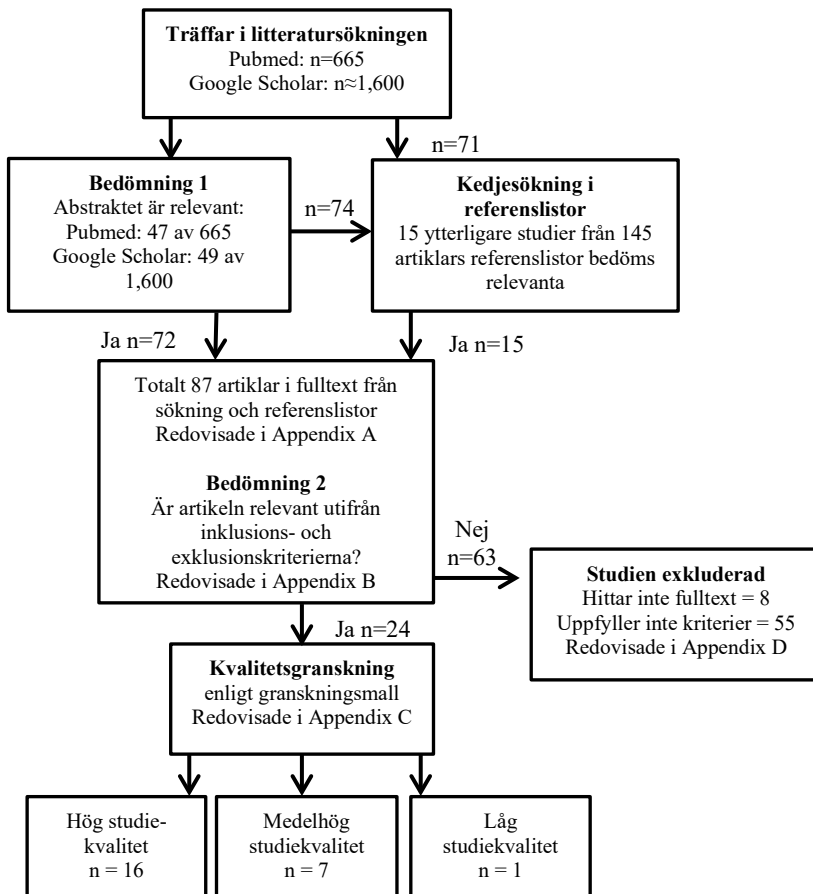 Träffar i litteratursökningen
Pubmed: n=665
Google Scholar: n≈1,600
n=71
Bedömning 1
Abstraktet är relevant:
Pubmed: 47 av 665
Google Scholar: 49 av
1,600
n=74
Kedjesökning i
referenslistor
15 ytterligare studier från 145
artiklars referenslistor bedöms
relevanta
Ja n=72
Ja n=15
Totalt 87 artiklar i fulltext från
sökning och referenslistor
Redovisade i Appendix A
Bedömning 2
Är artikeln relevant utifrån
inklusions- och
exklusionskriterierna?
Redovisade i Appendix B
Nej
n=63
Studien exkluderad
Hittar inte fulltext = 8
Uppfyller inte kriterier = 55
Redovisade i Appendix D
Ja n=24
Kvalitetsgranskning
enligt granskningsmall
Redovisade i Appendix C
Hög studie-
kvalitet
n = 16
Medelhög
studiekvalitet
n = 7
Låg
studiekvalitet
n = 1